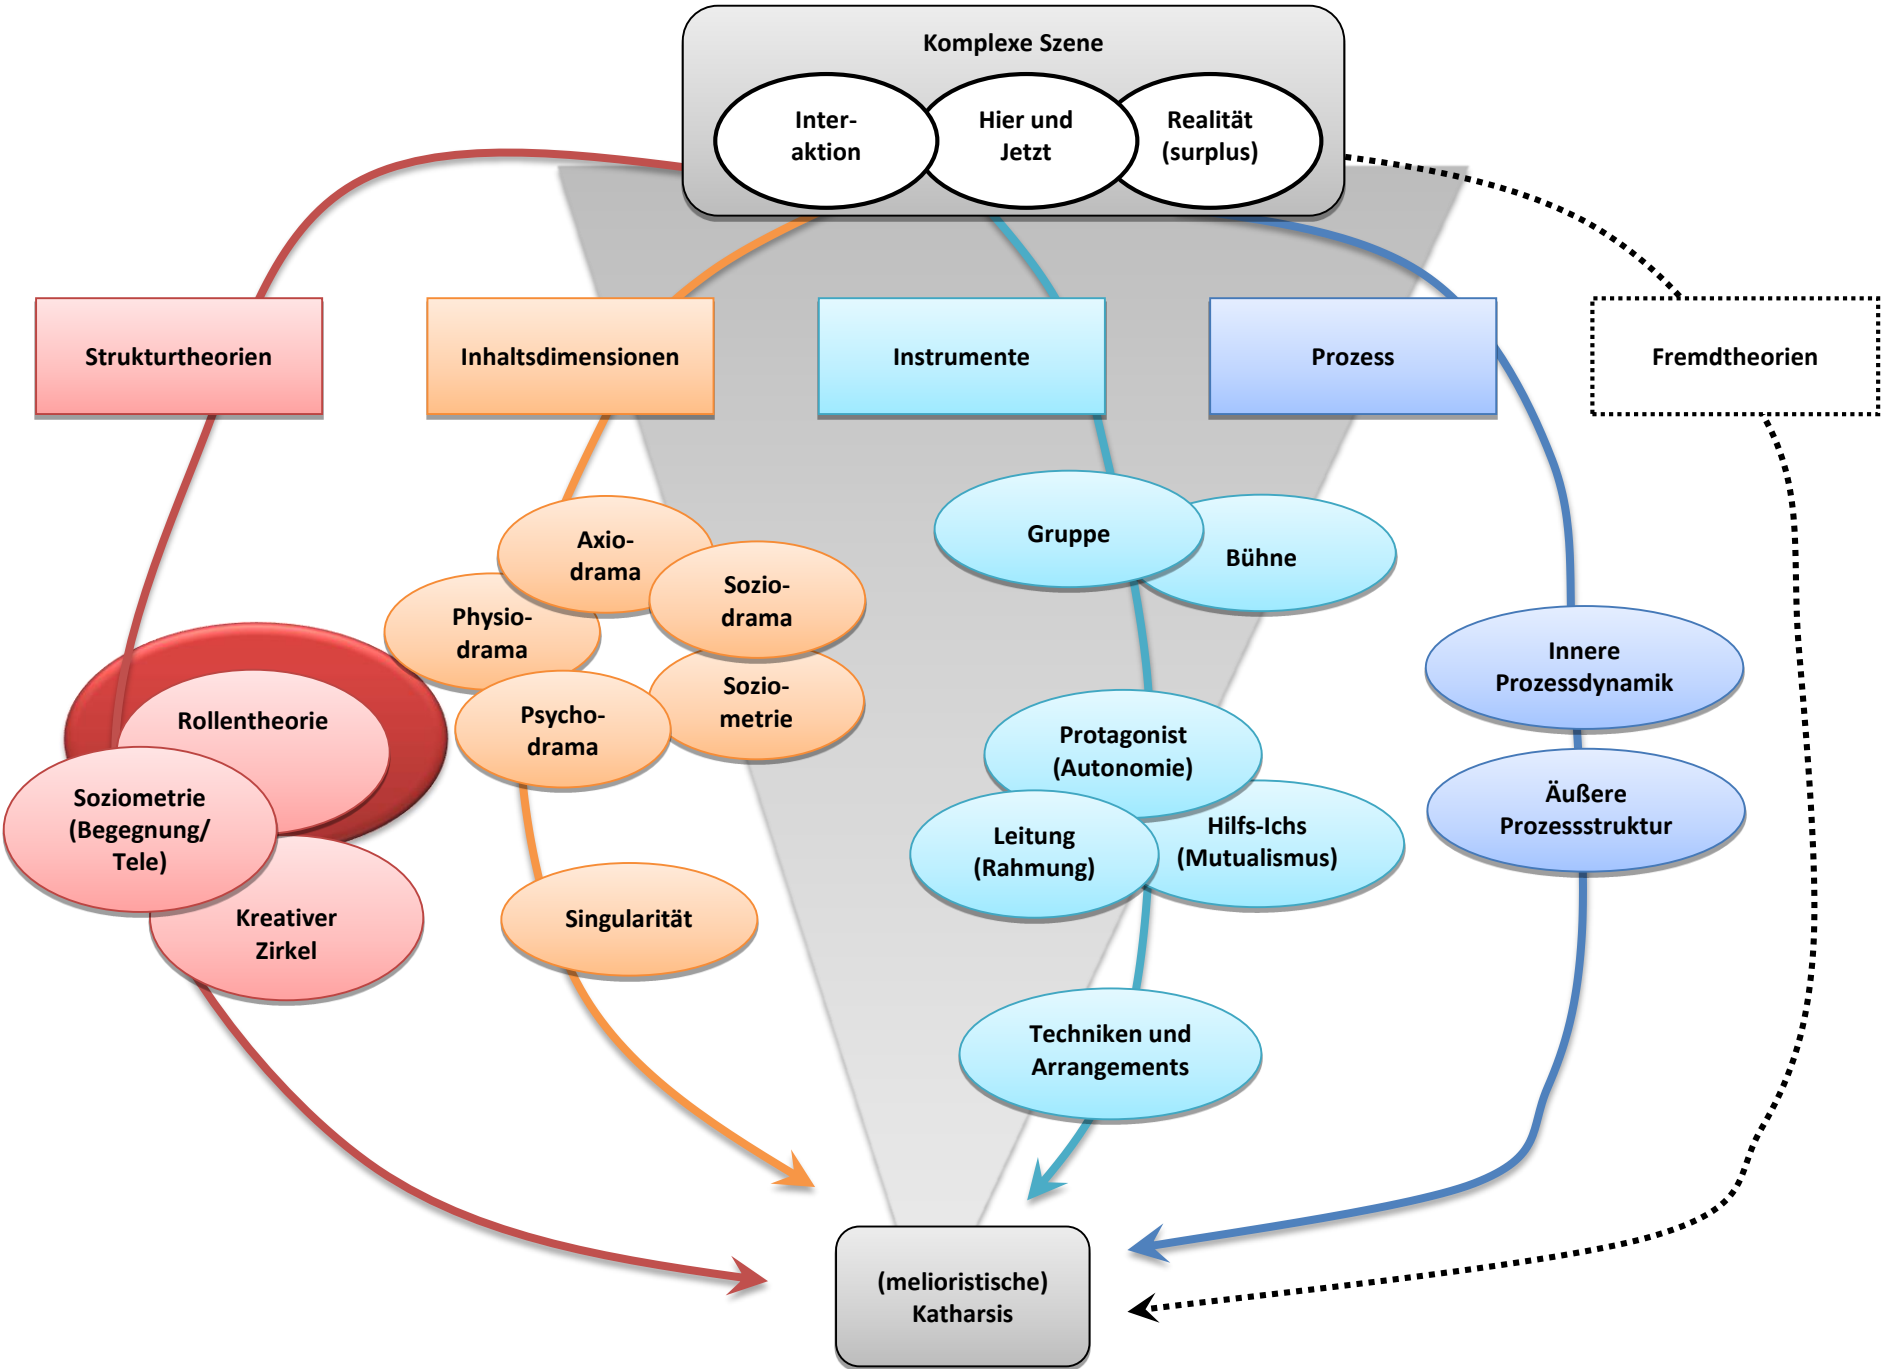 Komplexe Szene
Inter-
aktion
Hier und
Jetzt
Realität
(surplus)
Strukturtheorien
Inhaltsdimensionen
Instrumente
Prozess
Fremdtheorien
Rollentheorie
Soziometrie
(Begegnung/
Tele)
Kreativer
Zirkel
Axio-
drama
Sozio-
drama
Physio-
drama
Sozio-
metrie
Psycho-
drama
Singularität
Gruppe
Bühne
Protagonist
(Autonomie)
Leitung
(Rahmung)
Hilfs-Ichs
(Mutualismus)
Techniken und
Arrangements
Innere
Prozessdynamik
Äußere
Prozessstruktur
(melioristische)
Katharsis